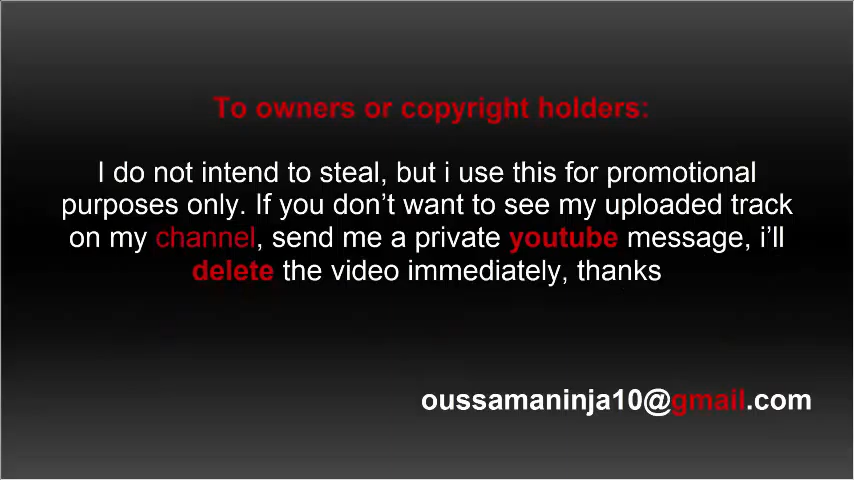 To owners or copyright holders:
I do not intend to steal, but i use this for promotional
purposes only. If you don't want to see my uploaded track
on my channel, send me a private youtube message, i'll
delete the video immediately, thanks
oussamaninja10@gmail.com